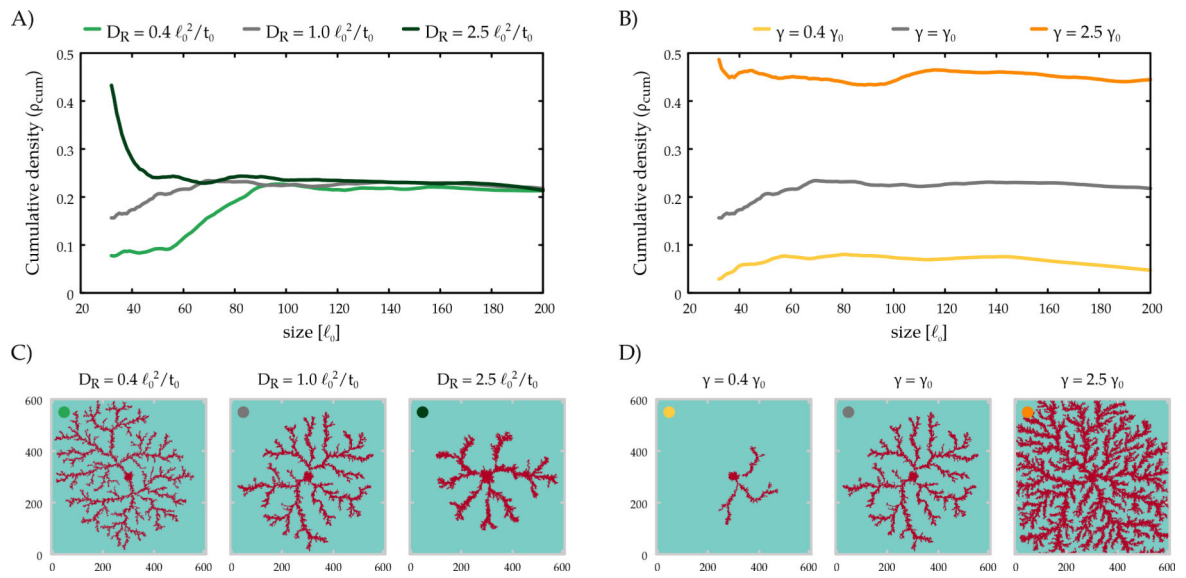 A)
D_R = 0.4 ℓ₀²/t₀ D_R = 1.0 ℓ₀²/t₀ D_R = 2.5 ℓ₀²/t₀
Cumulative density (ρ_cum)
0.5
0.4
0.3
0.2
0.1
0
20 40 60 80 100 120 140 160 180 200
size [ℓ₀]
B)
γ = 0.4 γ₀ γ = γ₀ γ = 2.5 γ₀
Cumulative density (ρ_cum)
0.5
0.4
0.3
0.2
0.1
0
20 40 60 80 100 120 140 160 180 200
size [ℓ₀]
C)
D_R = 0.4 ℓ₀²/t₀ D_R = 1.0 ℓ₀²/t₀ D_R = 2.5 ℓ₀²/t₀
600
400
300
200
0
0 200 400 600 0 200 400 600 0 200 400 600
D)
γ = 0.4 γ₀ γ = γ₀ γ = 2.5 γ₀
600
400
300
200
0
0 200 400 600 0 200 400 600 0 200 400 600